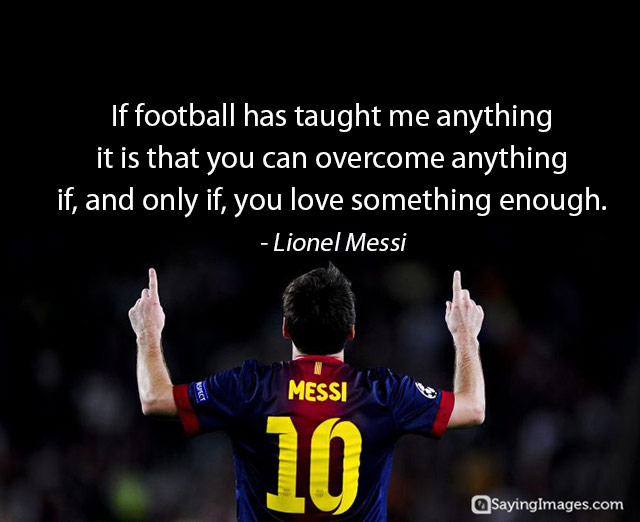 If football has taught me anything
it is that you can overcome anything
if, and only if, you love something enough.
- Lionel Messi
RESPECT
MESSI
10
SayingImages.com